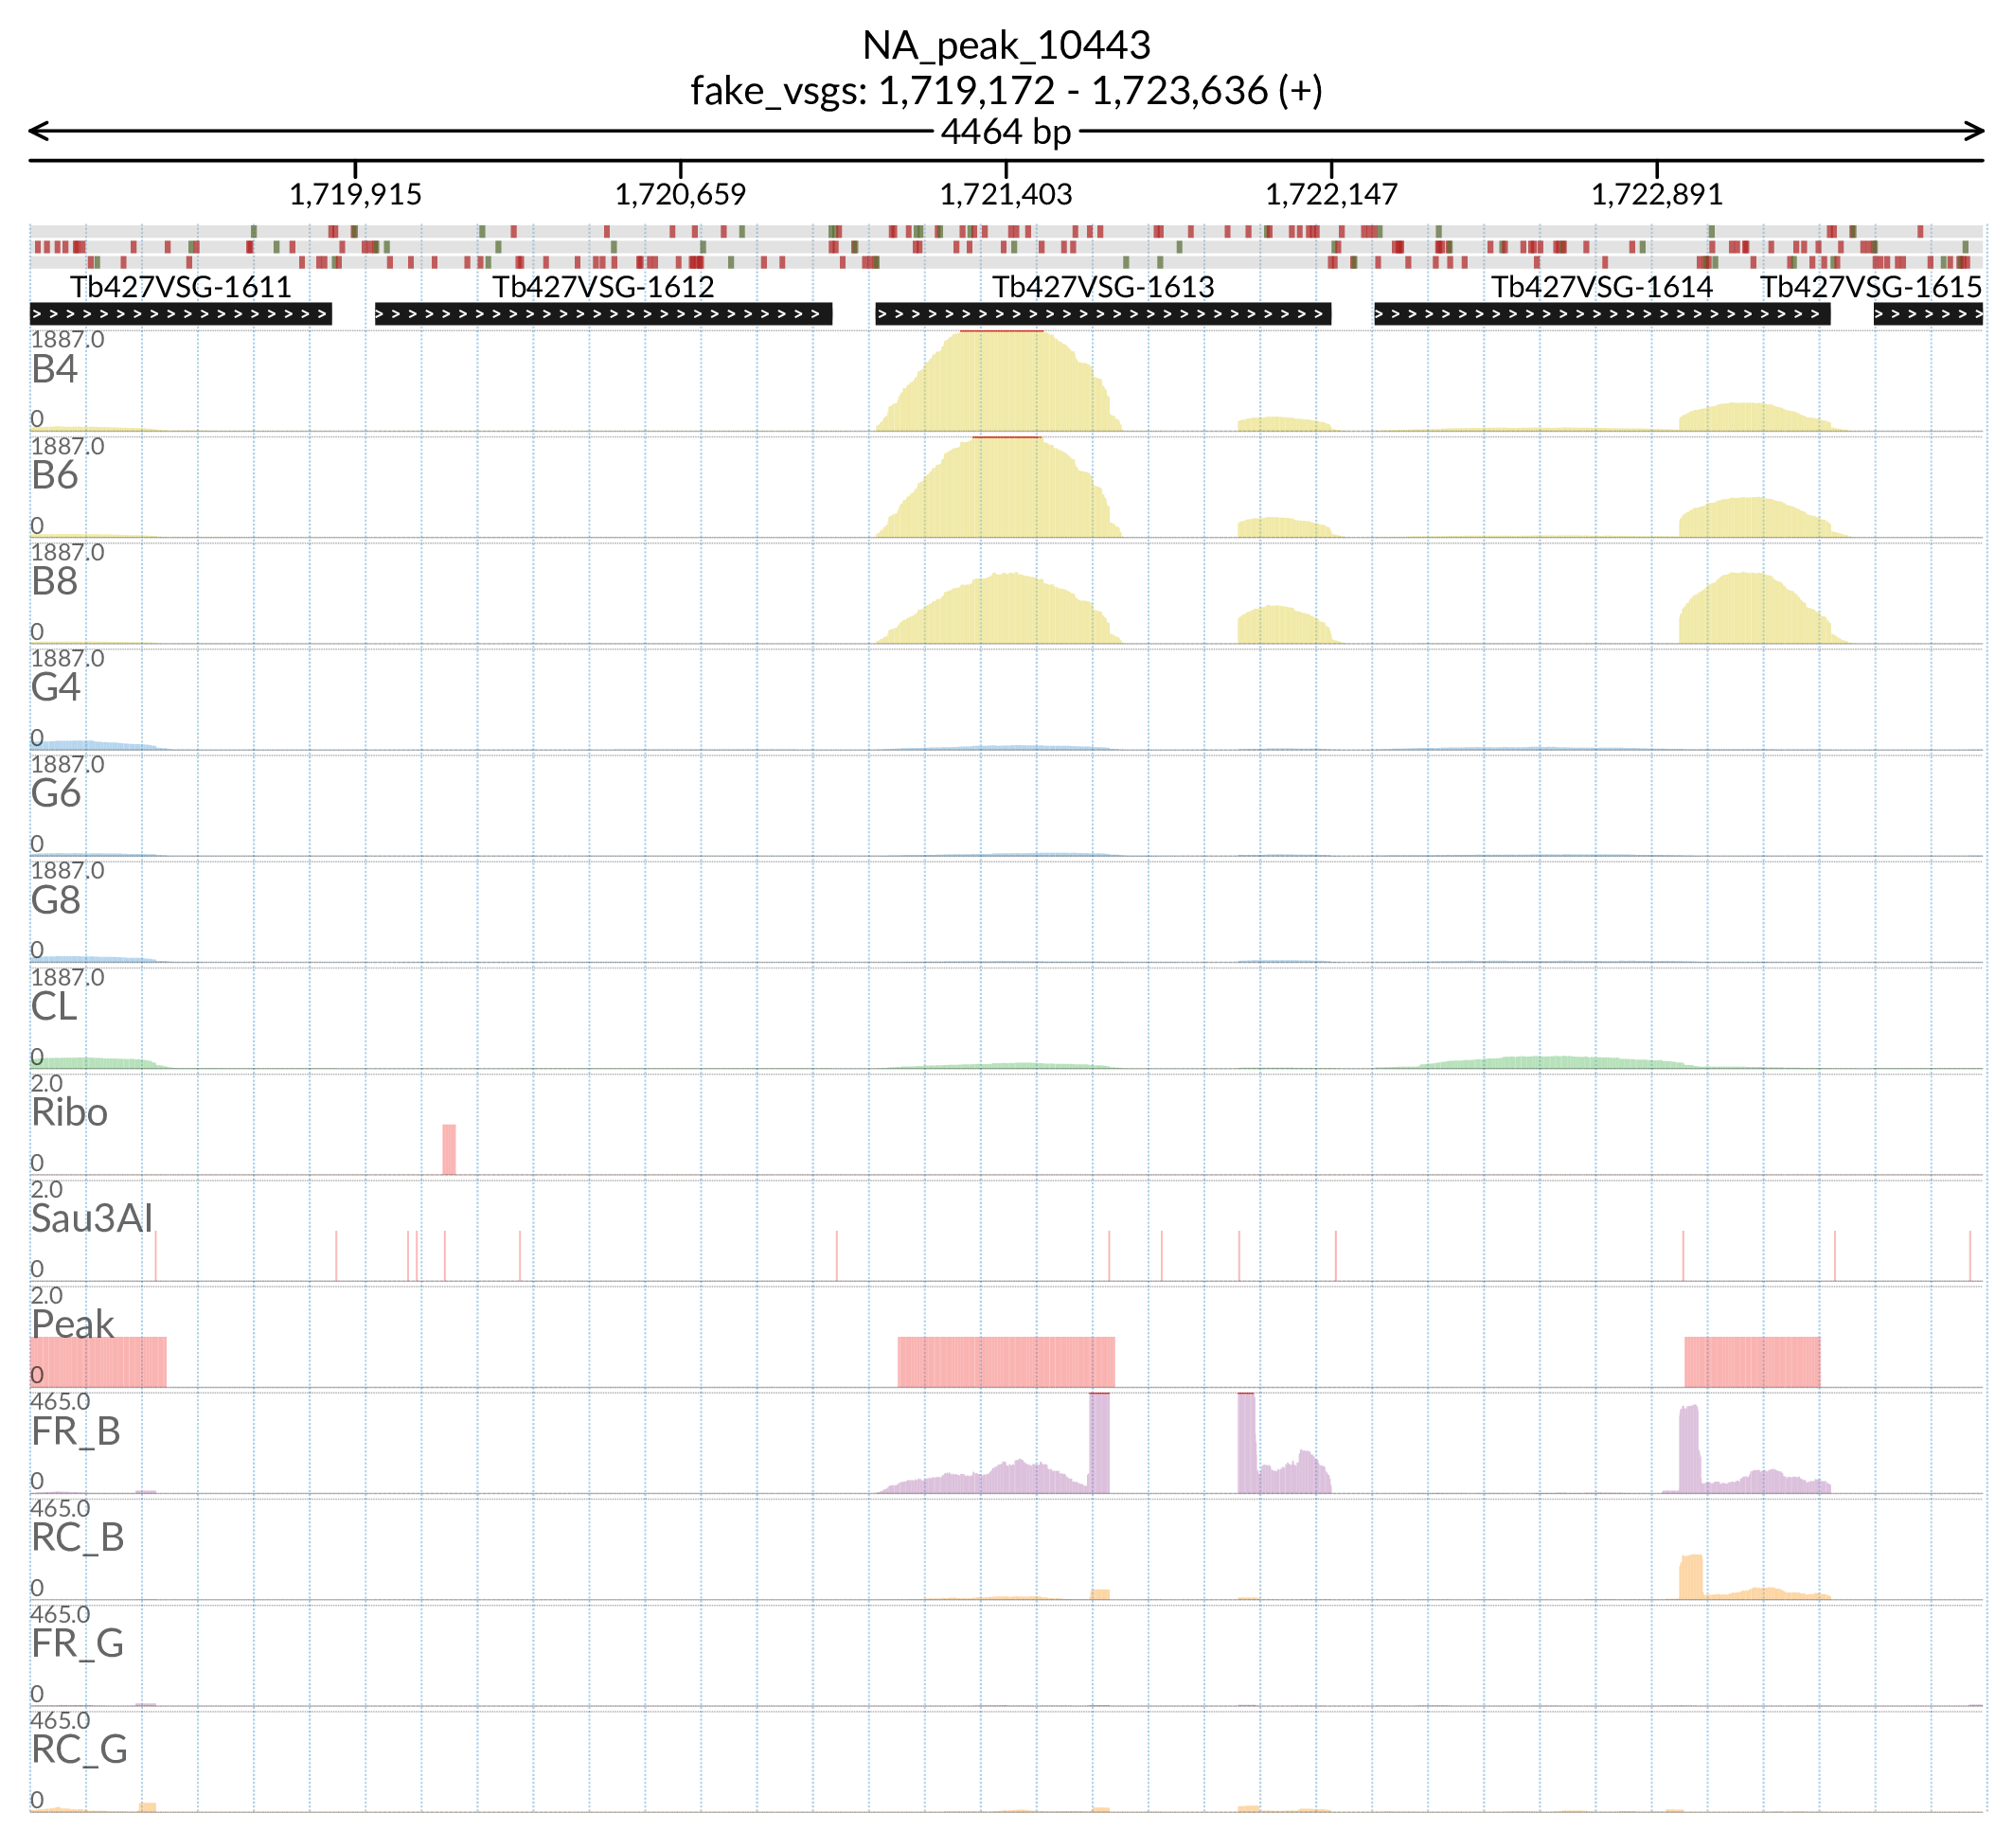 NA_peak_10443
fake_vsgs: 1,719,172 - 1,723,636 (+)
4464 bp
1,719,915 1,720,659 1,721,403 1,722,147 1,722,891
Tb427VSG-1611 Tb427VSG-1612 Tb427VSG-1613 Tb427VSG-1614 Tb427VSG-1615
1887.0
B4
0
1887.0
B6
0
1887.0
B8
0
1887.0
G4
0
1887.0
G6
0
1887.0
G8
0
1887.0
CL
0
2.0
Ribo
0
2.0
Sau3AI
0
2.0
Peak
0
465.0
FR_B
0
465.0
RC_B
0
465.0
FR_G
0
465.0
RC_G
0